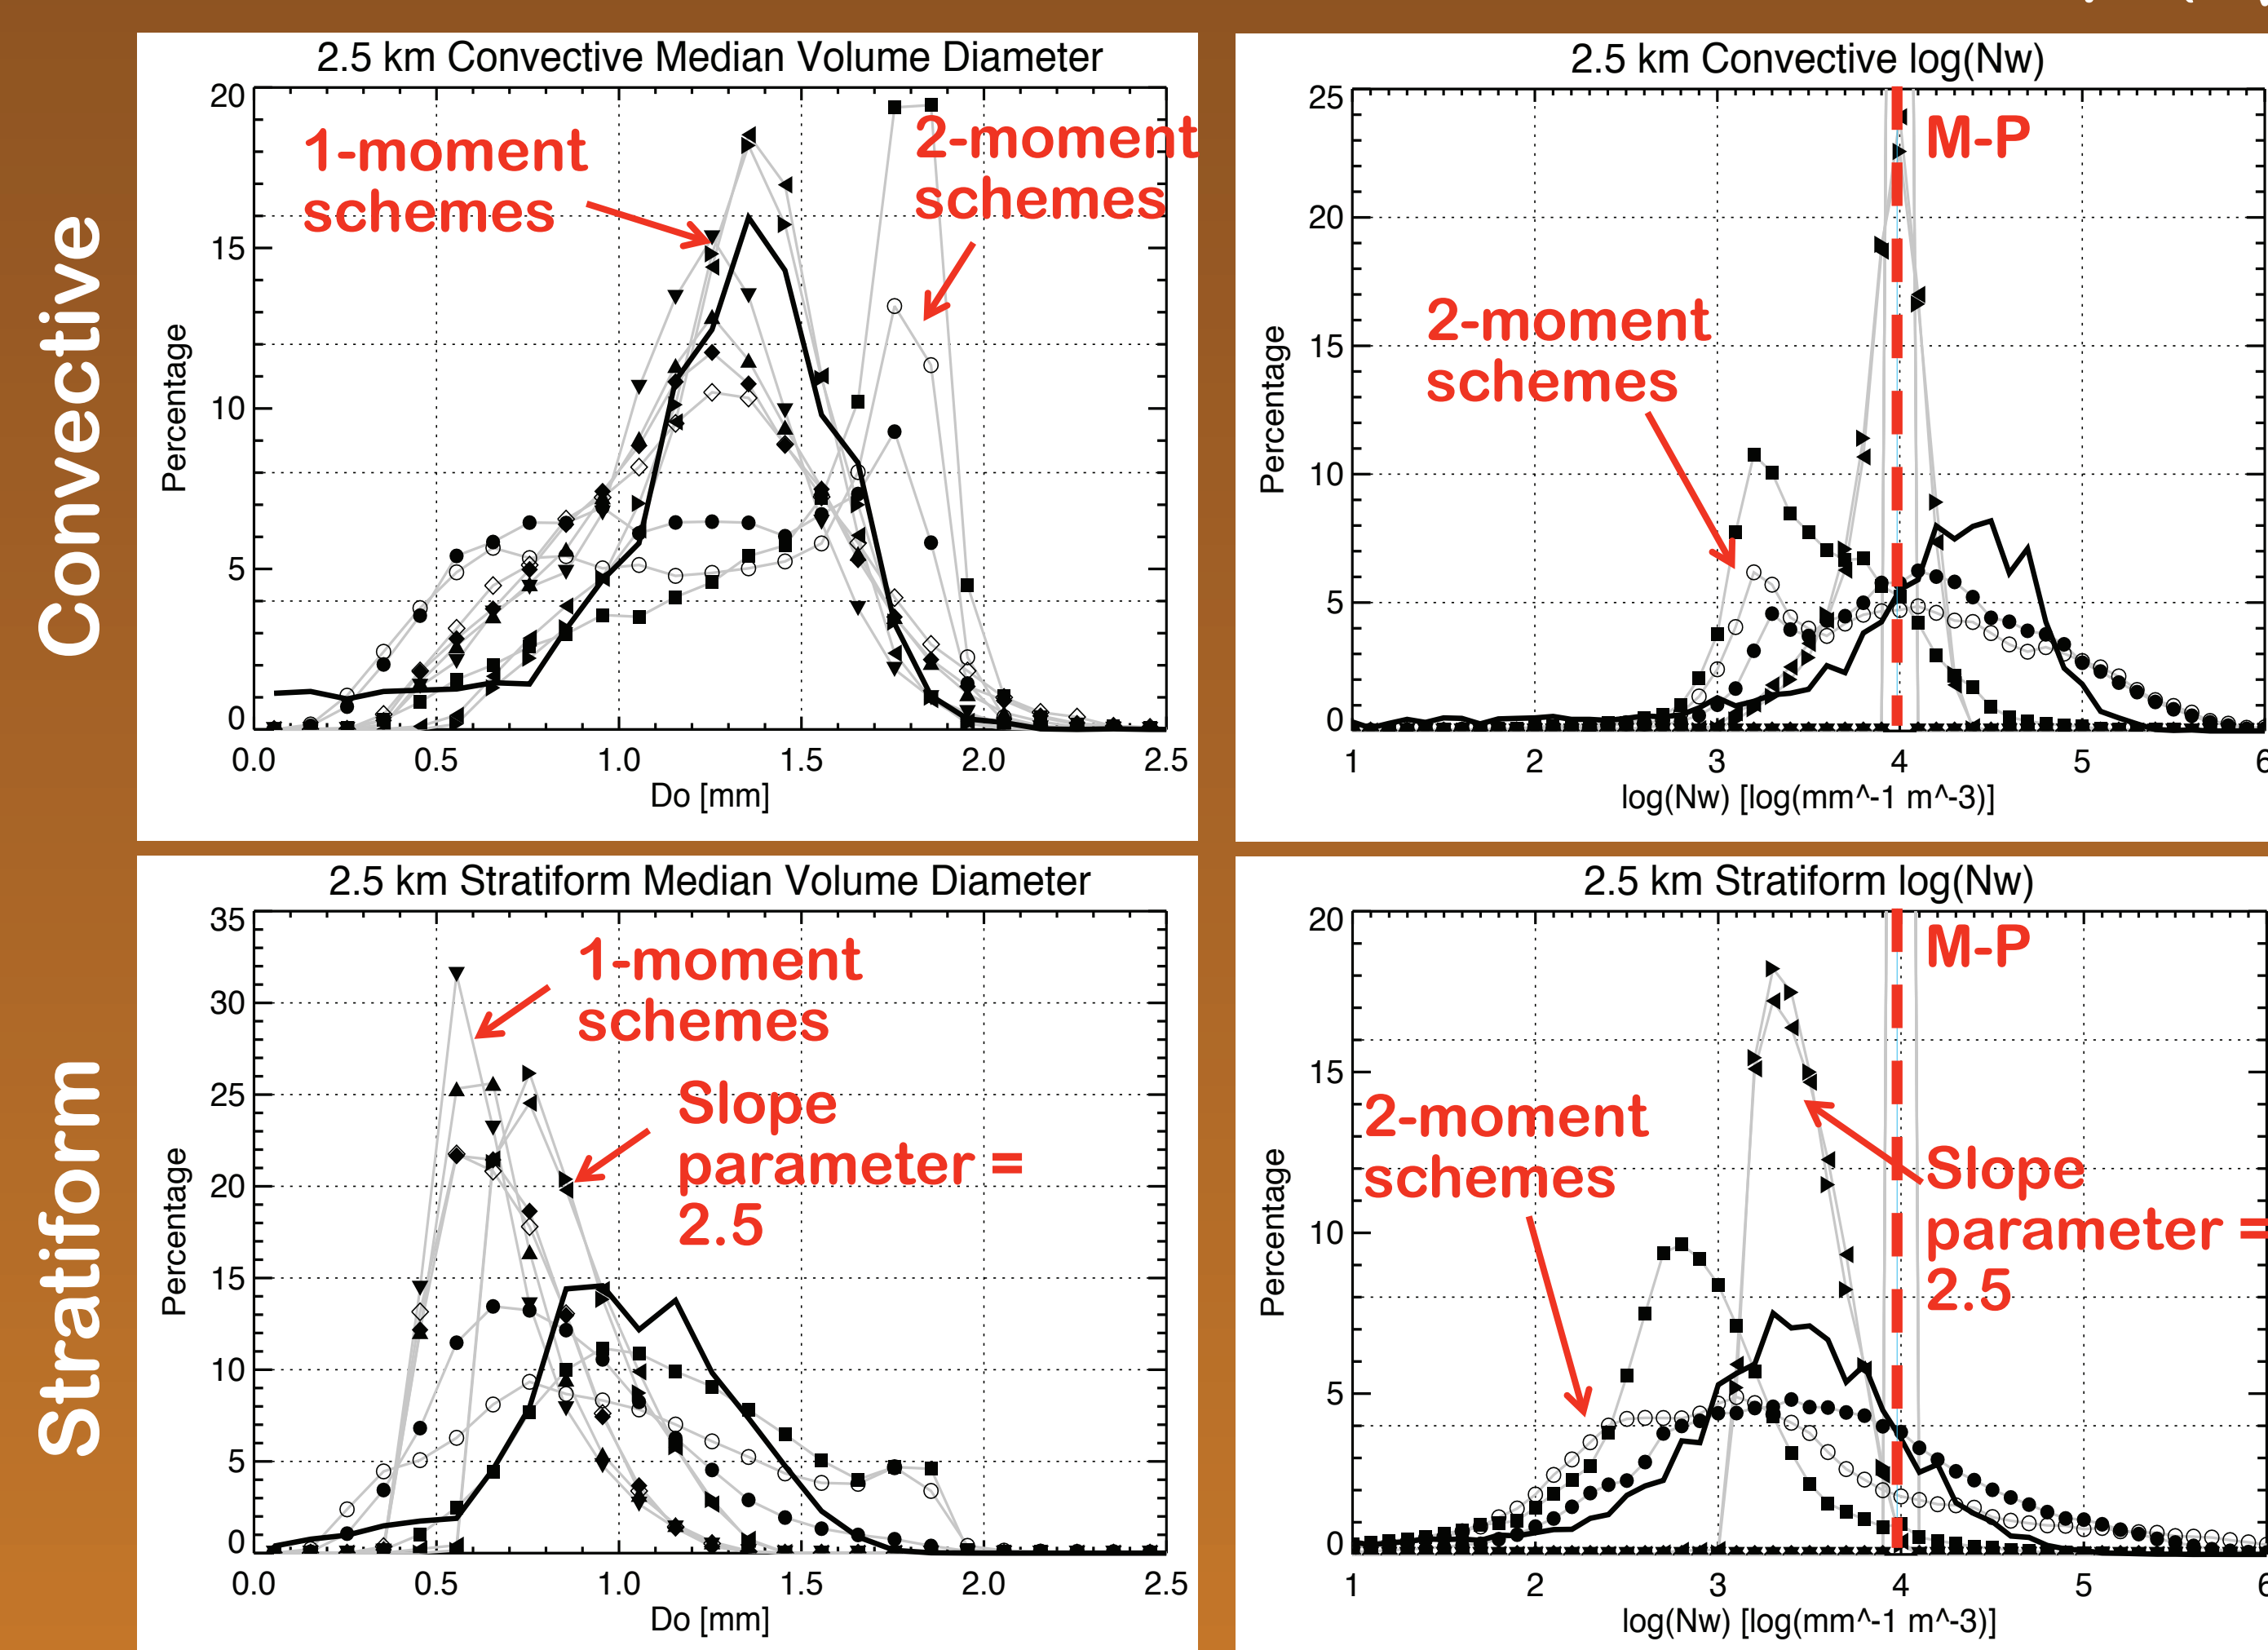 Convective
2.5 km Convective Median Volume Diameter
20
15
10
5
0
Percentage
1-moment
schemes
2-moment
schemes
0.0 0.5 1.0 1.5 2.0 2.5
Do [mm]
2.5 km Convective log(Nw)
25
20
15
10
5
0
Percentage
M-P
2-moment
schemes
1 2 3 4 5 6
log(Nw) [log(mm^-1 m^-3)]
Stratiform
2.5 km Stratiform Median Volume Diameter
35
30
25
20
15
10
5
0
Percentage
1-moment
schemes
Slope
parameter =
2.5
0.0 0.5 1.0 1.5 2.0 2.5
Do [mm]
2.5 km Stratiform log(Nw)
20
15
10
5
0
Percentage
M-P
2-moment
schemes
Slope
parameter =
2.5
1 2 3 4 5 6
log(Nw) [log(mm^-1 m^-3)]